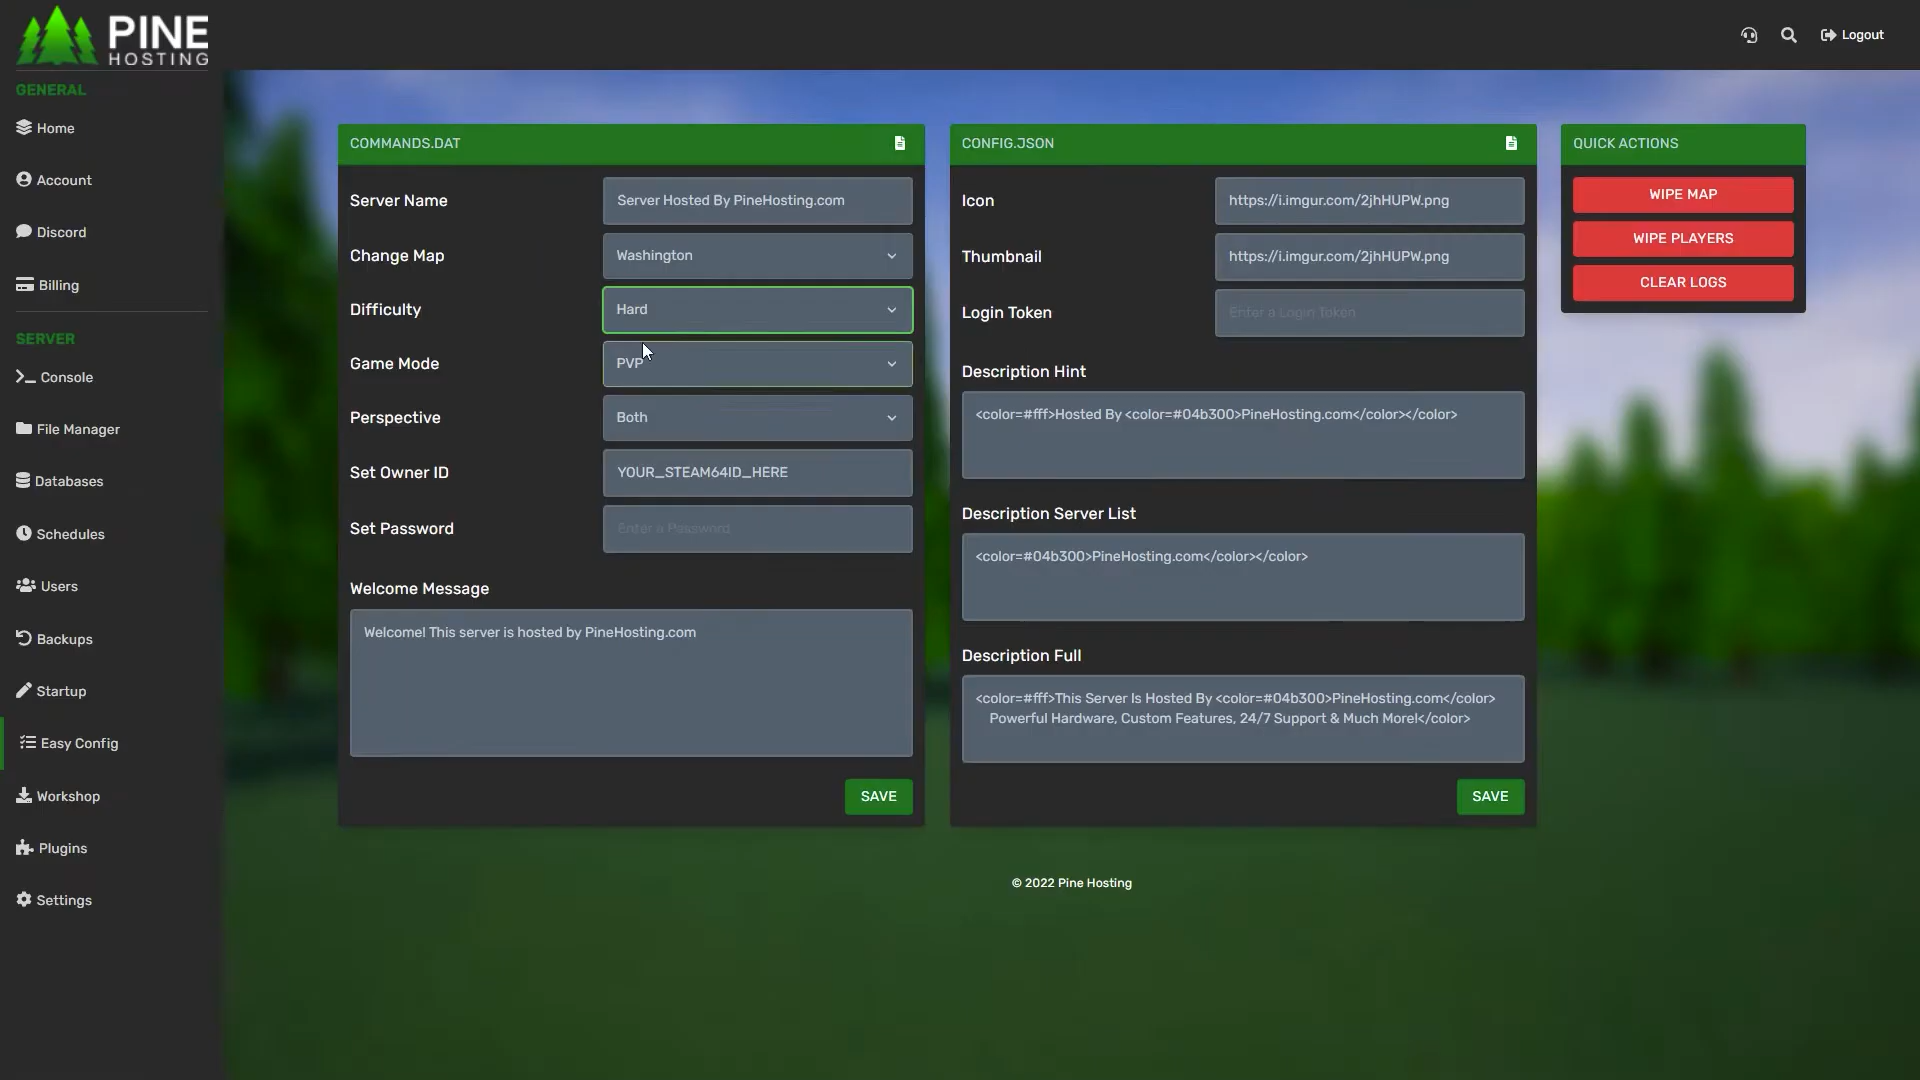 PINE
HOSTING
Logout
GENERAL
Home
Account
Discord
Billing
SERVER
Console
File Manager
Databases
Schedules
Users
Backups
Startup
Easy Config
Workshop
Plugins
Settings
COMMANDS.DAT
Server Name
Server Hosted By PineHosting.com
Change Map
Washington
Difficulty
Hard
Game Mode
PVP
Perspective
Both
Set Owner ID
YOUR_STEAM64ID_HERE
Set Password
Enter a Password
Welcome Message
Welcome! This server is hosted by PineHosting.com
SAVE
CONFIG.JSON
Icon
https://i.imgur.com/2jhHUPW.png
Thumbnail
https://i.imgur.com/2jhHUPW.png
Login Token
Enter a Login Token
Description Hint
<color=#fff>Hosted By <color=#04b300>PineHosting.com</color></color>
Description Server List
<color=#04b300>PineHosting.com</color></color>
Description Full
<color=#fff>This Server Is Hosted By <color=#04b300>PineHosting.com</color>
Powerful Hardware, Custom Features, 24/7 Support & Much More!</color>
SAVE
QUICK ACTIONS
WIPE MAP
WIPE PLAYERS
CLEAR LOGS
© 2022 Pine Hosting